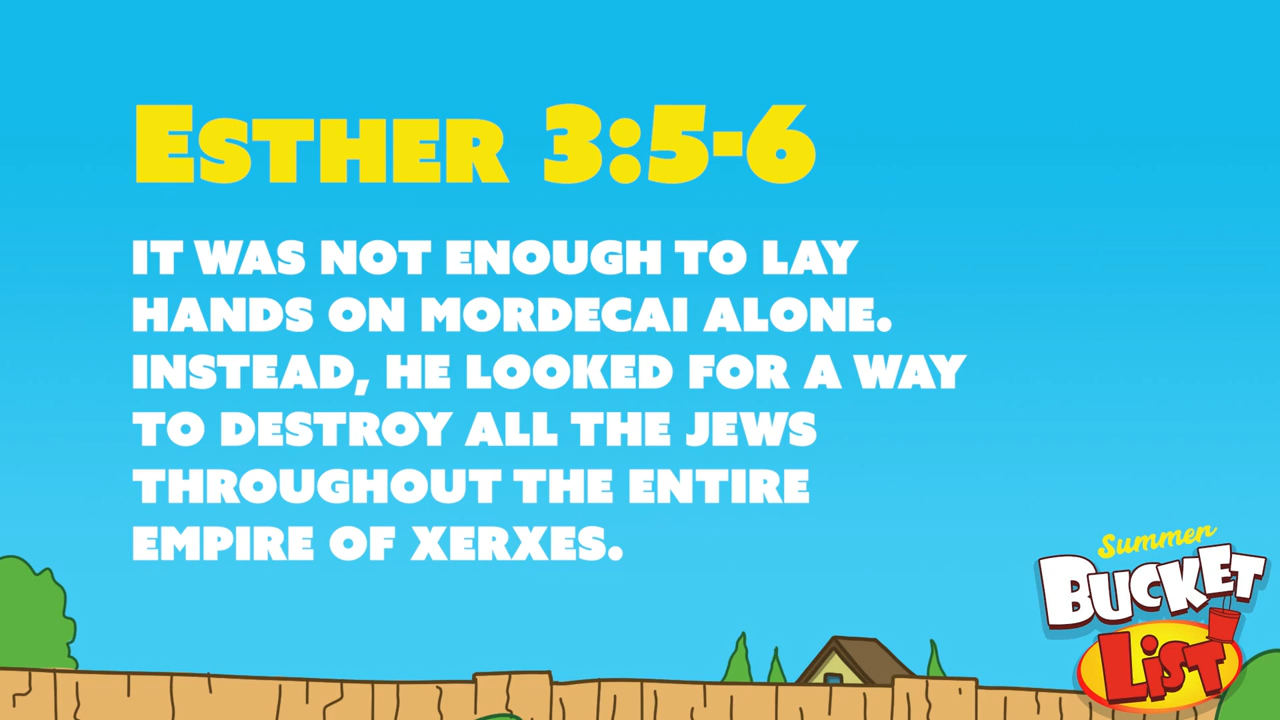 ESTHER 3:5-6
IT WAS NOT ENOUGH TO LAY
HANDS ON MORDECAI ALONE.
INSTEAD, HE LOOKED FOR A WAY
TO DESTROY ALL THE JEWS
THROUGHOUT THE ENTIRE
EMPIRE OF XERXES.
Summer
BUCKET
LiST